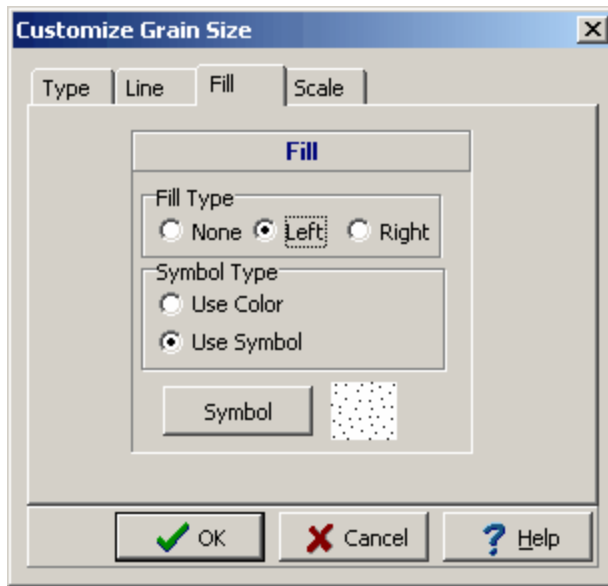 Customize Grain Size
Type Line Fill Scale
Fill
Fill Type
None Left Right
Symbol Type
Use Color
Use Symbol
Symbol
OK Cancel Help